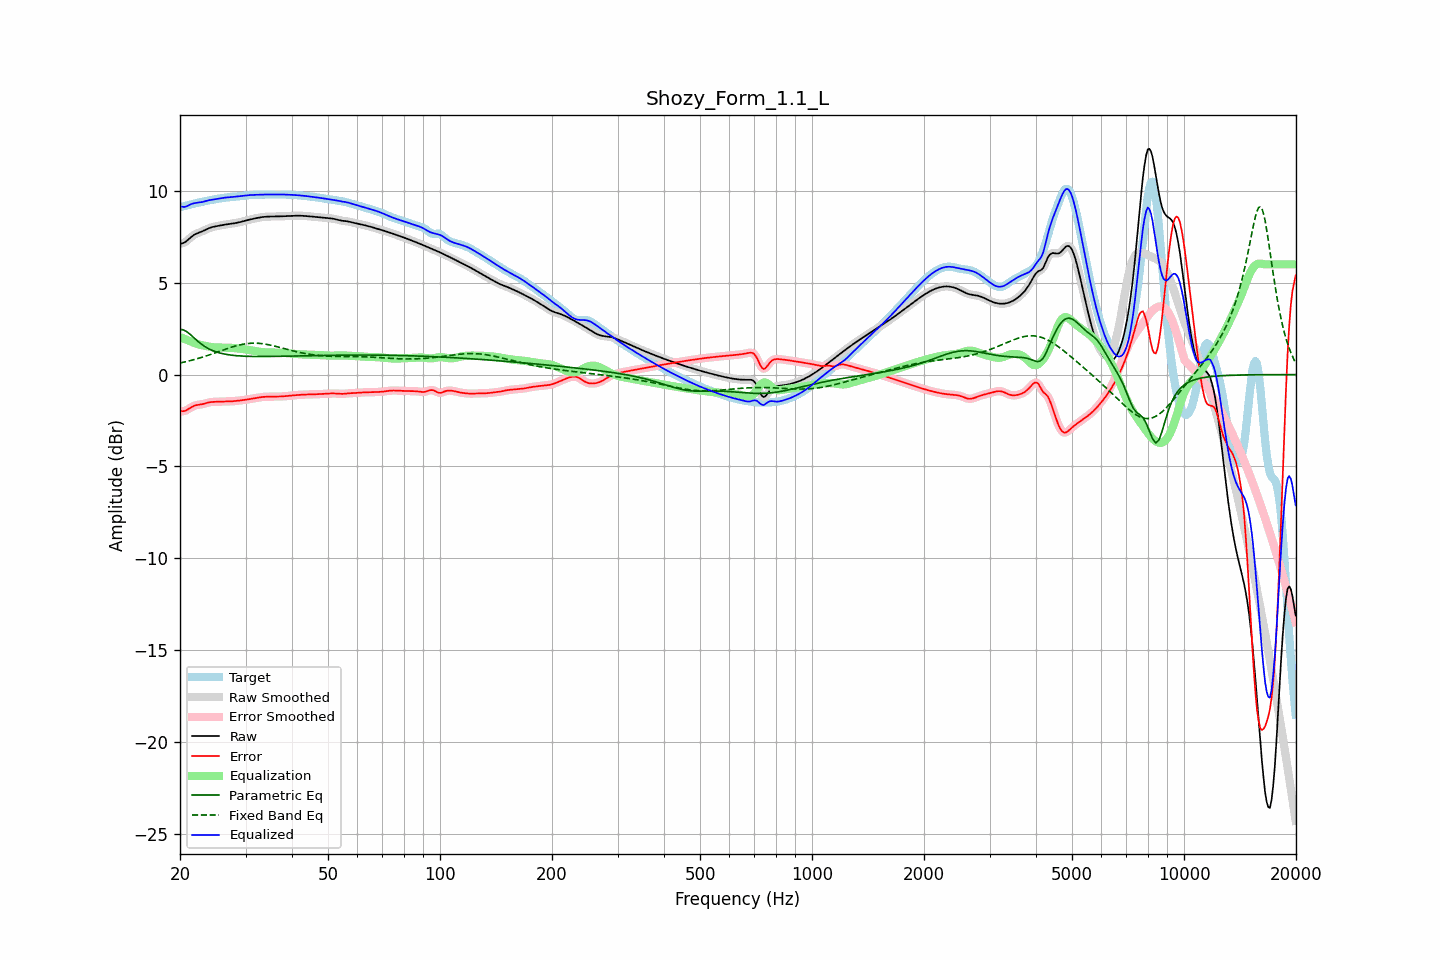 Shozy_Form_1.1_L
Amplitude (dBr)
10
5
0
−5
−10
−15
−20
−25
Target
Raw Smoothed
Error Smoothed
Raw
Error
Equalization
Parametric Eq
Fixed Band Eq
Equalized
20 50 100 200 500 1000 2000 5000 10000 20000
Frequency (Hz)